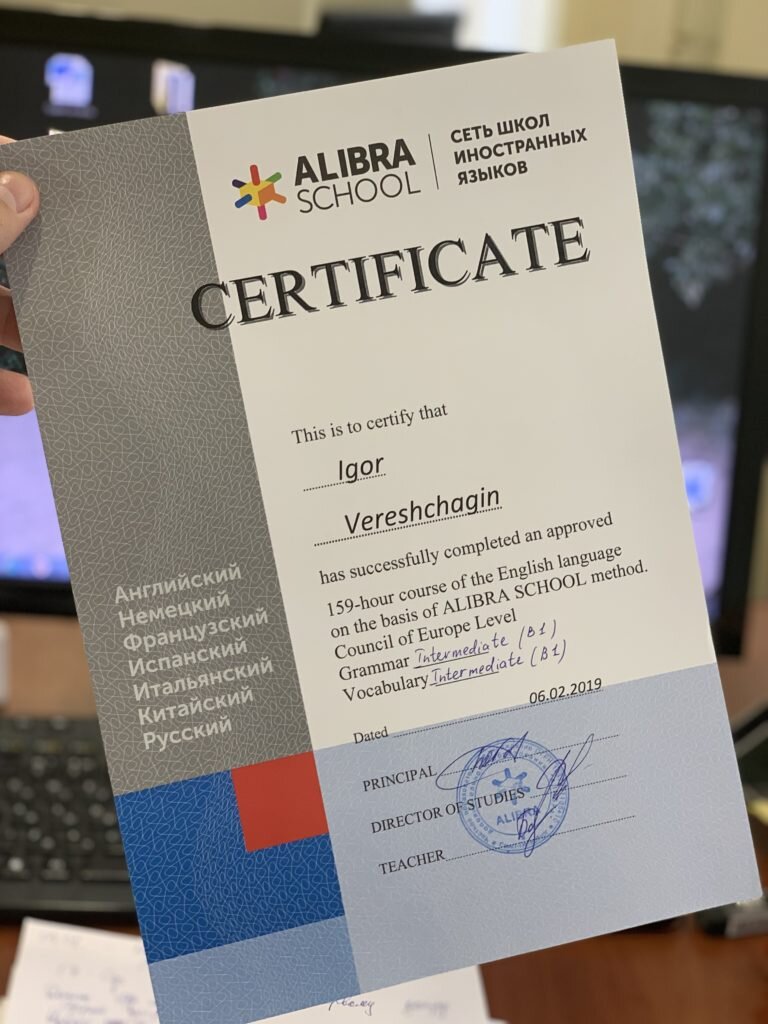 ALIBRA
SCHOOL
СЕТЬ ШКОЛ
ИНОСТРАННЫХ
ЯЗЫКОВ
CERTIFICATE
This is to certify that
Igor
Vereshchagin
has successfully completed an approved
159-hour course of the English language
on the basis of ALIBRA SCHOOL method.
Council of Europe Level
Grammar Intermediate (B1)
Vocabulary Intermediate (B1)
Dated 06.02.2019
PRINCIPAL
DIRECTOR OF STUDIES
TEACHER
ALIBRA
Английский
Немецкий
Французский
Испанский
Итальянский
Китайский
Русский